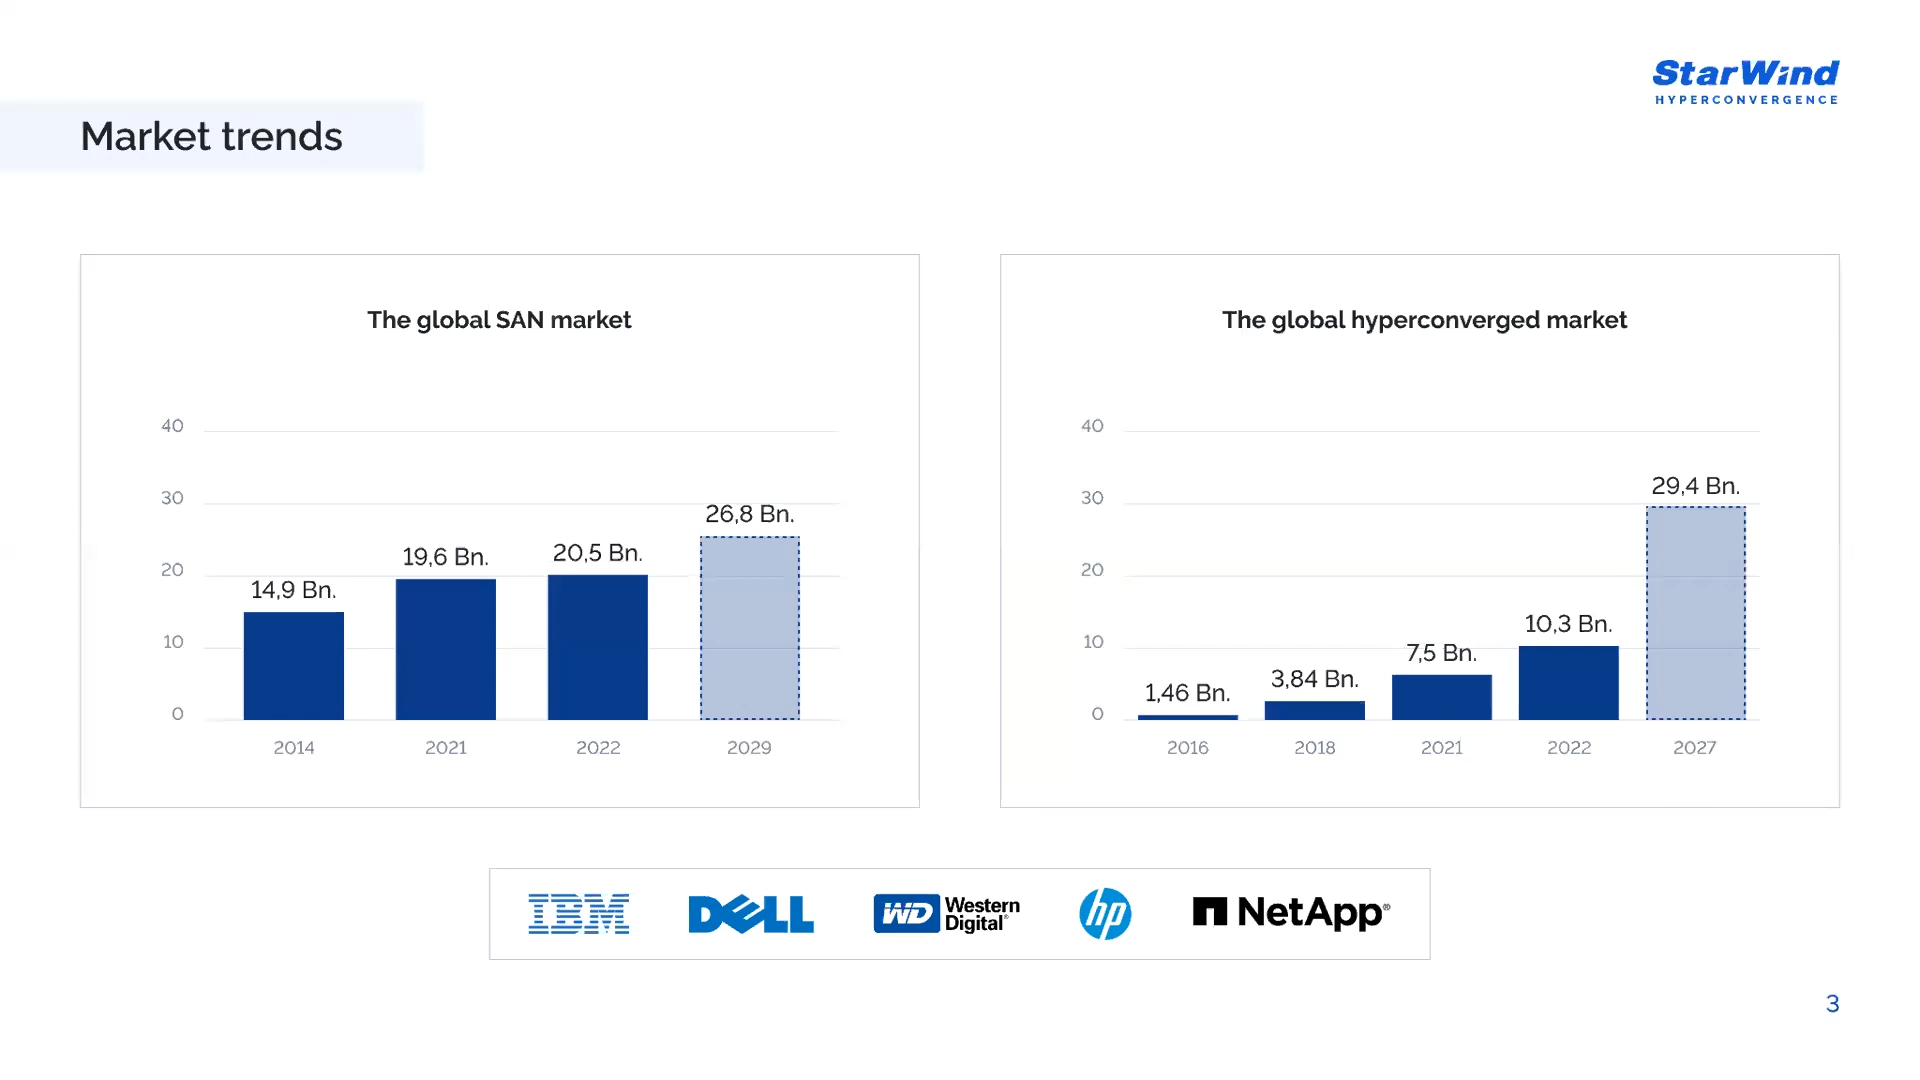 StarWind
HYPERCONVERGENCE
Market trends
The global SAN market
40
30
20
10
0
14,9 Bn.
19,6 Bn.
20,5 Bn.
26,8 Bn.
2014
2021
2022
2029
The global hyperconverged market
40
30
20
10
0
1,46 Bn.
3,84 Bn.
7,5 Bn.
10,3 Bn.
29,4 Bn.
2016
2018
2021
2022
2027
IBM
DELL
WD
Western
Digital®
hp
NetApp®
3